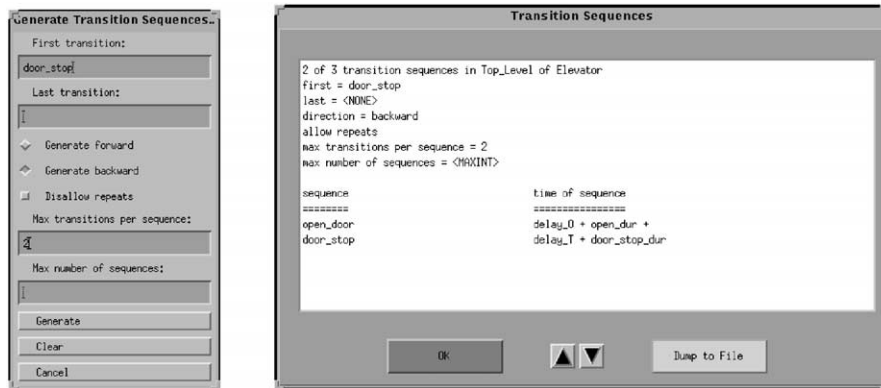 Generate Transition Sequences..
First transition:
door_stop
Last transition:
Generate forward
Generate backward
Disallow repeats
Max transitions per sequence:
2
Max number of sequences:
Generate
Clear
Cancel
Transition Sequences
2 of 3 transition sequences in Top_Level of Elevator
first = door_stop
last = <NONE>
direction = backward
allow repeats
max transitions per sequence = 2
max number of sequences = <MAXINT>
sequence time of sequence
======== ================
open_door delay_O + open_dur +
door_stop delay_T + door_stop_dur
OK
Dump to File